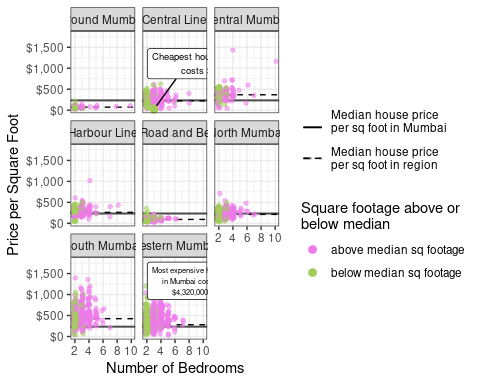 ound Mumb
Central Line
entral Mumb
$1,500
$1,000
$500
$0
Cheapest hou
costs
Harbour Line
Road and Be
North Mumba
$1,500
$1,000
$500
$0
outh Mumba
estern Mumb
$1,500
$1,000
$500
$0
Most expensive h
in Mumbai cos
$4,320,000
2 4 6 8 10
2 4 6 8 10
2 4 6 8 10
Number of Bedrooms
Price per Square Foot
Median house price
per sq foot in Mumbai
Median house price
per sq foot in region
Square footage above or
below median
above median sq footage
below median sq footage